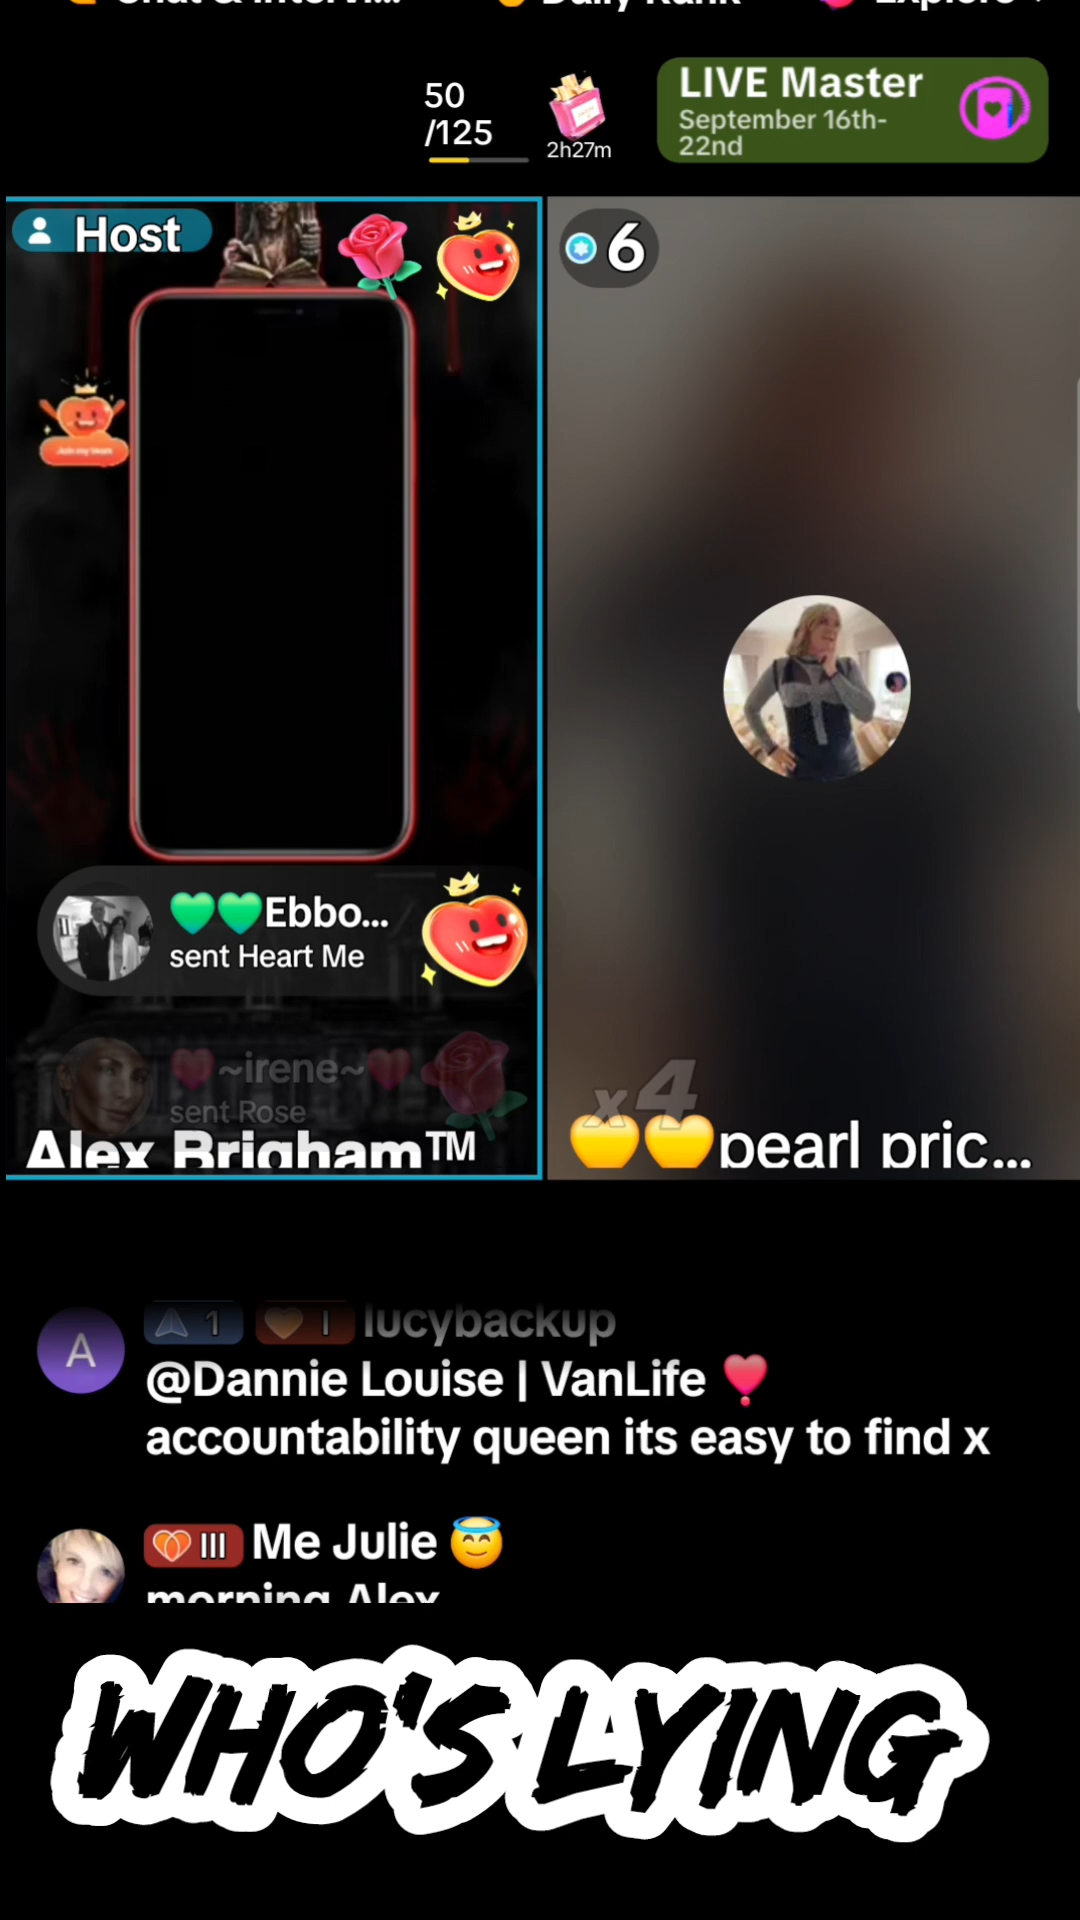 50
/125
2h27m
LIVE Master
September 16th-
22nd
Host
6
💚💚Ebbo...
sent Heart Me
❤️~irene~❤️
sent Rose
x4
Alex Brigham™
💛💛pearl pric...
A
1
I
lucybackup
@Dannie Louise | VanLife ❣️
accountability queen its easy to find x
III
Me Julie 😇
morning Alex
WHO'S LYING